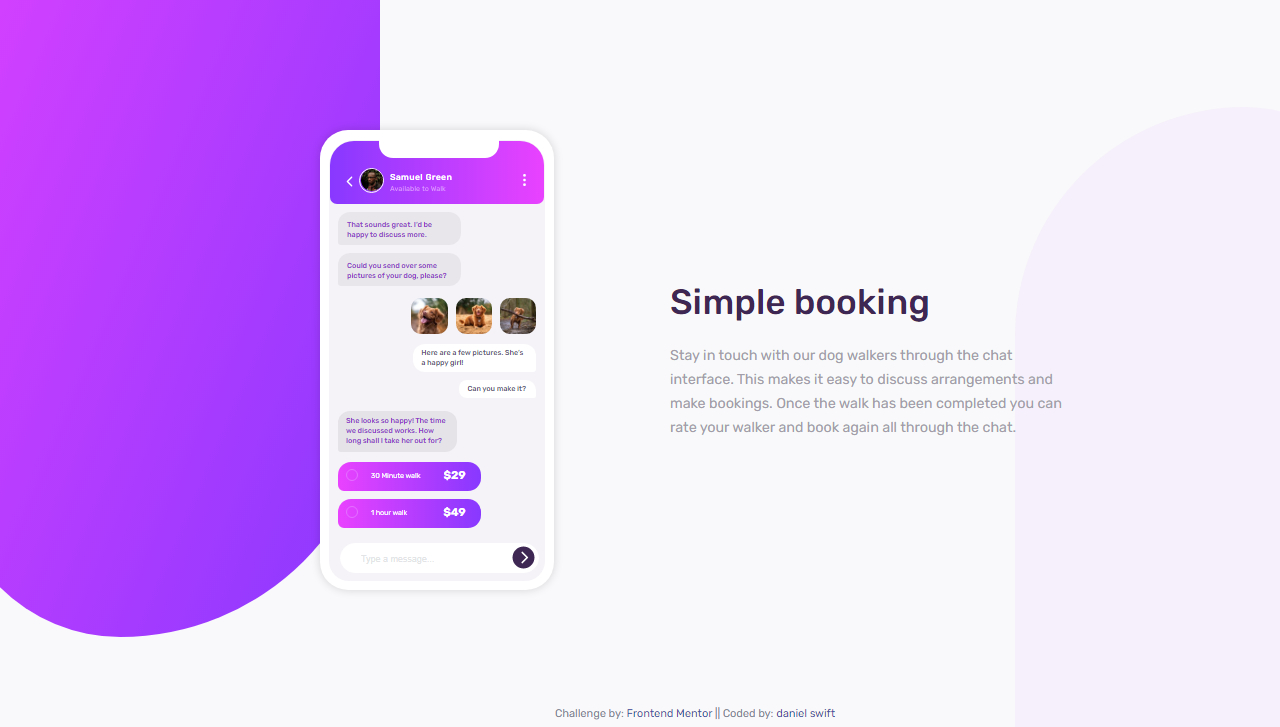 Samuel Green
Available to Walk
That sounds great. I'd be
happy to discuss more.
Could you send over some
pictures of your dog, please?
Here are a few pictures. She's
a happy girl!
Can you make it?
She looks so happy! The time
we discussed works. How
long shall I take her out for?
30 Minute walk $29
1 hour walk $49
Type a message...
Simple booking
Stay in touch with our dog walkers through the chat
interface. This makes it easy to discuss arrangements and
make bookings. Once the walk has been completed you can
rate your walker and book again all through the chat.
Challenge by: Frontend Mentor || Coded by: daniel swift